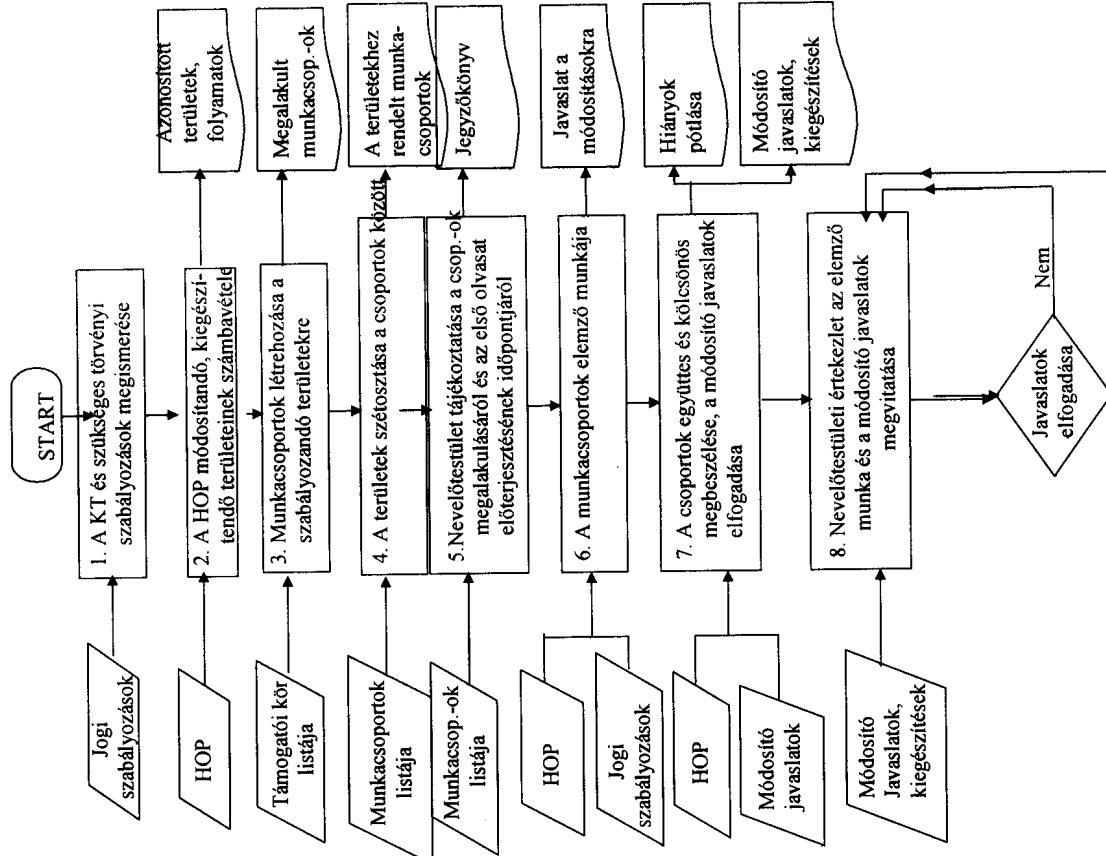 START
Jogi
szabályozások
1. A KT és szükséges törvényi
szabályozások megismerése
HOP
2. A HOP módosítandó, kiegészí-
tendő területeinek számbavétele
Azonosított
területek,
folyamatok
Támogatói kör
listája
3. Munkacsoportok létrehozása a
szabályozandó területekre
Megalakult
munkacsop.-ok
Munkacsoportok
listája
4. A területek szétosztása a csoportok között
A területekhez
rendelt munka-
csoportok
Munkacsop.-ok
listája
5.Nevelőtestület tájékoztatása a csop.-ok
megalakulásáról és az első olvasat
előterjesztésének időpontjáról
Jegyzőkönyv
HOP
Jogi
szabályozások
6. A munkacsoportok elemző munkája
Javaslat a
módosításokra
HOP
Módosító
javaslatok
7. A csoportok együttes és kölcsönös
megbeszélése, a módosító javaslatok
elfogadása
Hiányok
pótlása
Módosító
javaslatok,
kiegészítések
Módosító
Javaslatok,
kiegészítések
8. Nevelőtestületi értekezlet az elemző
munka és a módosító javaslatok
megvitatása
Javaslatok
elfogadása
Nem